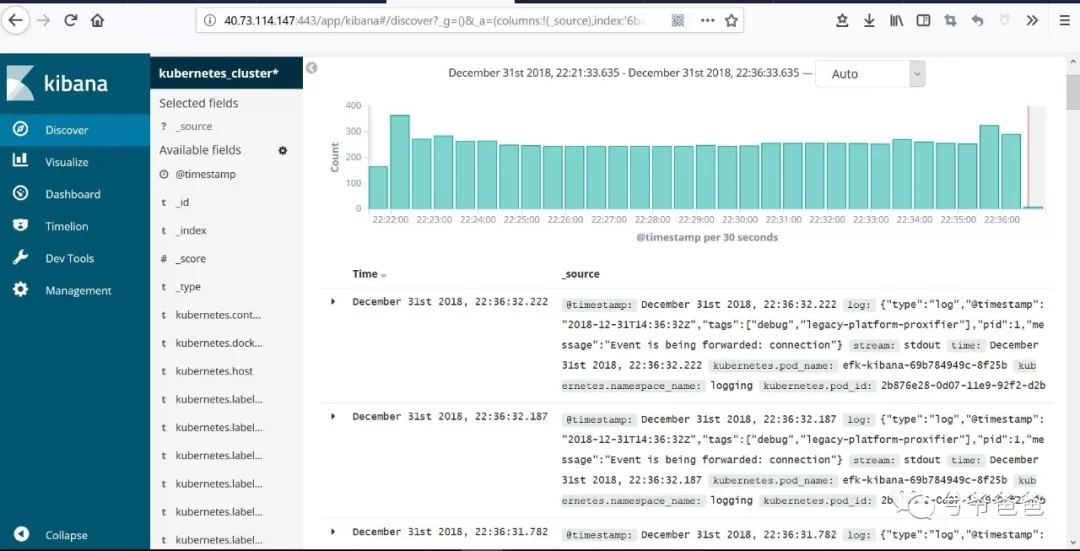 40.73.114.147:443/app/kibana#/discover?_g=()&_a=(columns:!(_source),index:'6ba
kibana
Discover
Visualize
Dashboard
Timelion
Dev Tools
Management
Collapse
kubernetes_cluster*
Selected fields
? _source
Available fields
@timestamp
t _id
t _index
# _score
t _type
t kubernetes.cont...
t kubernetes.dock...
t kubernetes.host
t kubernetes.label...
t kubernetes.label...
t kubernetes.label...
t kubernetes.label...
t kubernetes.label...
t kubernetes.label...
December 31st 2018, 22:21:33.635 - December 31st 2018, 22:36:33.635 —
Auto
Count
400
300
200
100
0
22:22:00 22:23:00 22:24:00 22:25:00 22:26:00 22:27:00 22:28:00 22:29:00 22:30:00 22:31:00 22:32:00 22:33:00 22:34:00 22:35:00 22:36:00
@timestamp per 30 seconds
Time _source
December 31st 2018, 22:36:32.222
@timestamp: December 31st 2018, 22:36:32.222 log: {"type":"log","@timestamp":
"2018-12-31T14:36:32Z","tags":["debug","legacy-platform-proxifier"],"pid":1,"me
ssage":"Event is being forwarded: connection"} stream: stdout time: December
31st 2018, 22:36:32.222 kubernetes.pod_name: efk-kibana-69b784949c-8f25b kub
ernetes.namespace_name: logging kubernetes.pod_id: 2b876e28-0d07-11e9-92f2-d2b
December 31st 2018, 22:36:32.187
@timestamp: December 31st 2018, 22:36:32.187 log: {"type":"log","@timestamp":
"2018-12-31T14:36:32Z","tags":["debug","legacy-platform-proxifier"],"pid":1,"me
ssage":"Event is being forwarded: connection"} stream: stdout time: December
31st 2018, 22:36:32.187 kubernetes.pod_name: efk-kibana-69b784949c-8f25b kub
ernetes.namespace_name: logging kubernetes.pod_id:
兮爷爸爸
December 31st 2018, 22:36:31.782
@timestamp: December 31st 2018, 22:36:31.782 log: {"type":"log","@timestamp":